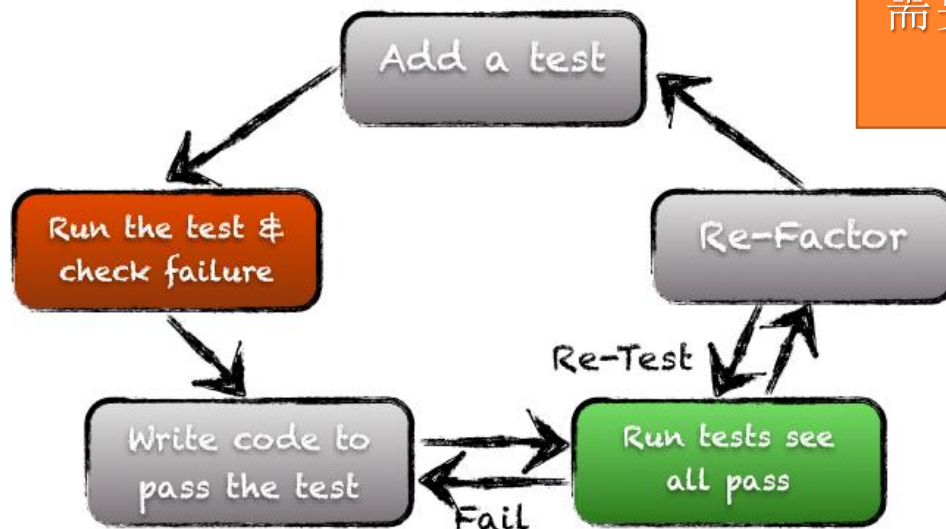 需
Add a test
Run the test &
check failure
Re-Factor
Re-Test
Write code to
pass the test
Run tests see
all pass
Fail